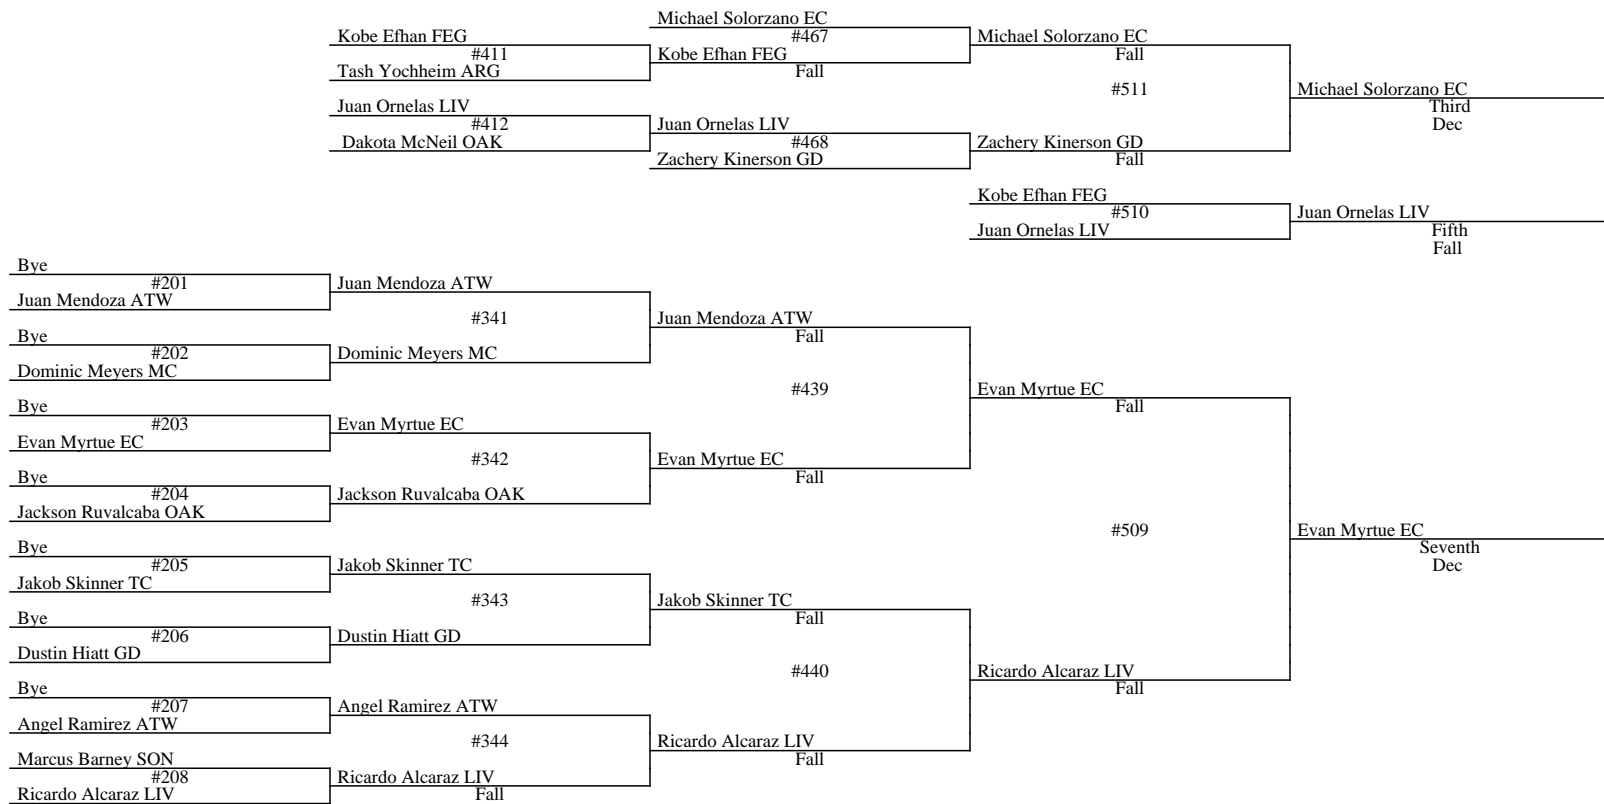 Michael Solorzano EC
Kobe Efhan FEG
#467
Michael Solorzano EC
#411
Kobe Efhan FEG
Fall
Tash Yochheim ARG
Fall
#511
Michael Solorzano EC
Juan Ornelas LIV
Third
#412
Juan Ornelas LIV
Dec
Dakota McNeil OAK
#468
Zachery Kinerson GD
Zachery Kinerson GD
Fall
Kobe Efhan FEG
#510
Juan Ornelas LIV
Juan Ornelas LIV
Fifth
Fall
Bye
#201
Juan Mendoza ATW
Juan Mendoza ATW
#341
Juan Mendoza ATW
Fall
Bye
#202
Dominic Meyers MC
Dominic Meyers MC
#439
Evan Myrtue EC
Fall
Bye
#203
Evan Myrtue EC
Evan Myrtue EC
#342
Evan Myrtue EC
Fall
Bye
#204
Jackson Ruvalcaba OAK
Jackson Ruvalcaba OAK
#509
Evan Myrtue EC
Seventh
Dec
Bye
#205
Jakob Skinner TC
Jakob Skinner TC
#343
Jakob Skinner TC
Fall
Bye
#206
Dustin Hiatt GD
Dustin Hiatt GD
#440
Ricardo Alcaraz LIV
Fall
Bye
#207
Angel Ramirez ATW
Angel Ramirez ATW
#344
Ricardo Alcaraz LIV
Fall
Marcus Barney SON
#208
Ricardo Alcaraz LIV
Ricardo Alcaraz LIV
Fall